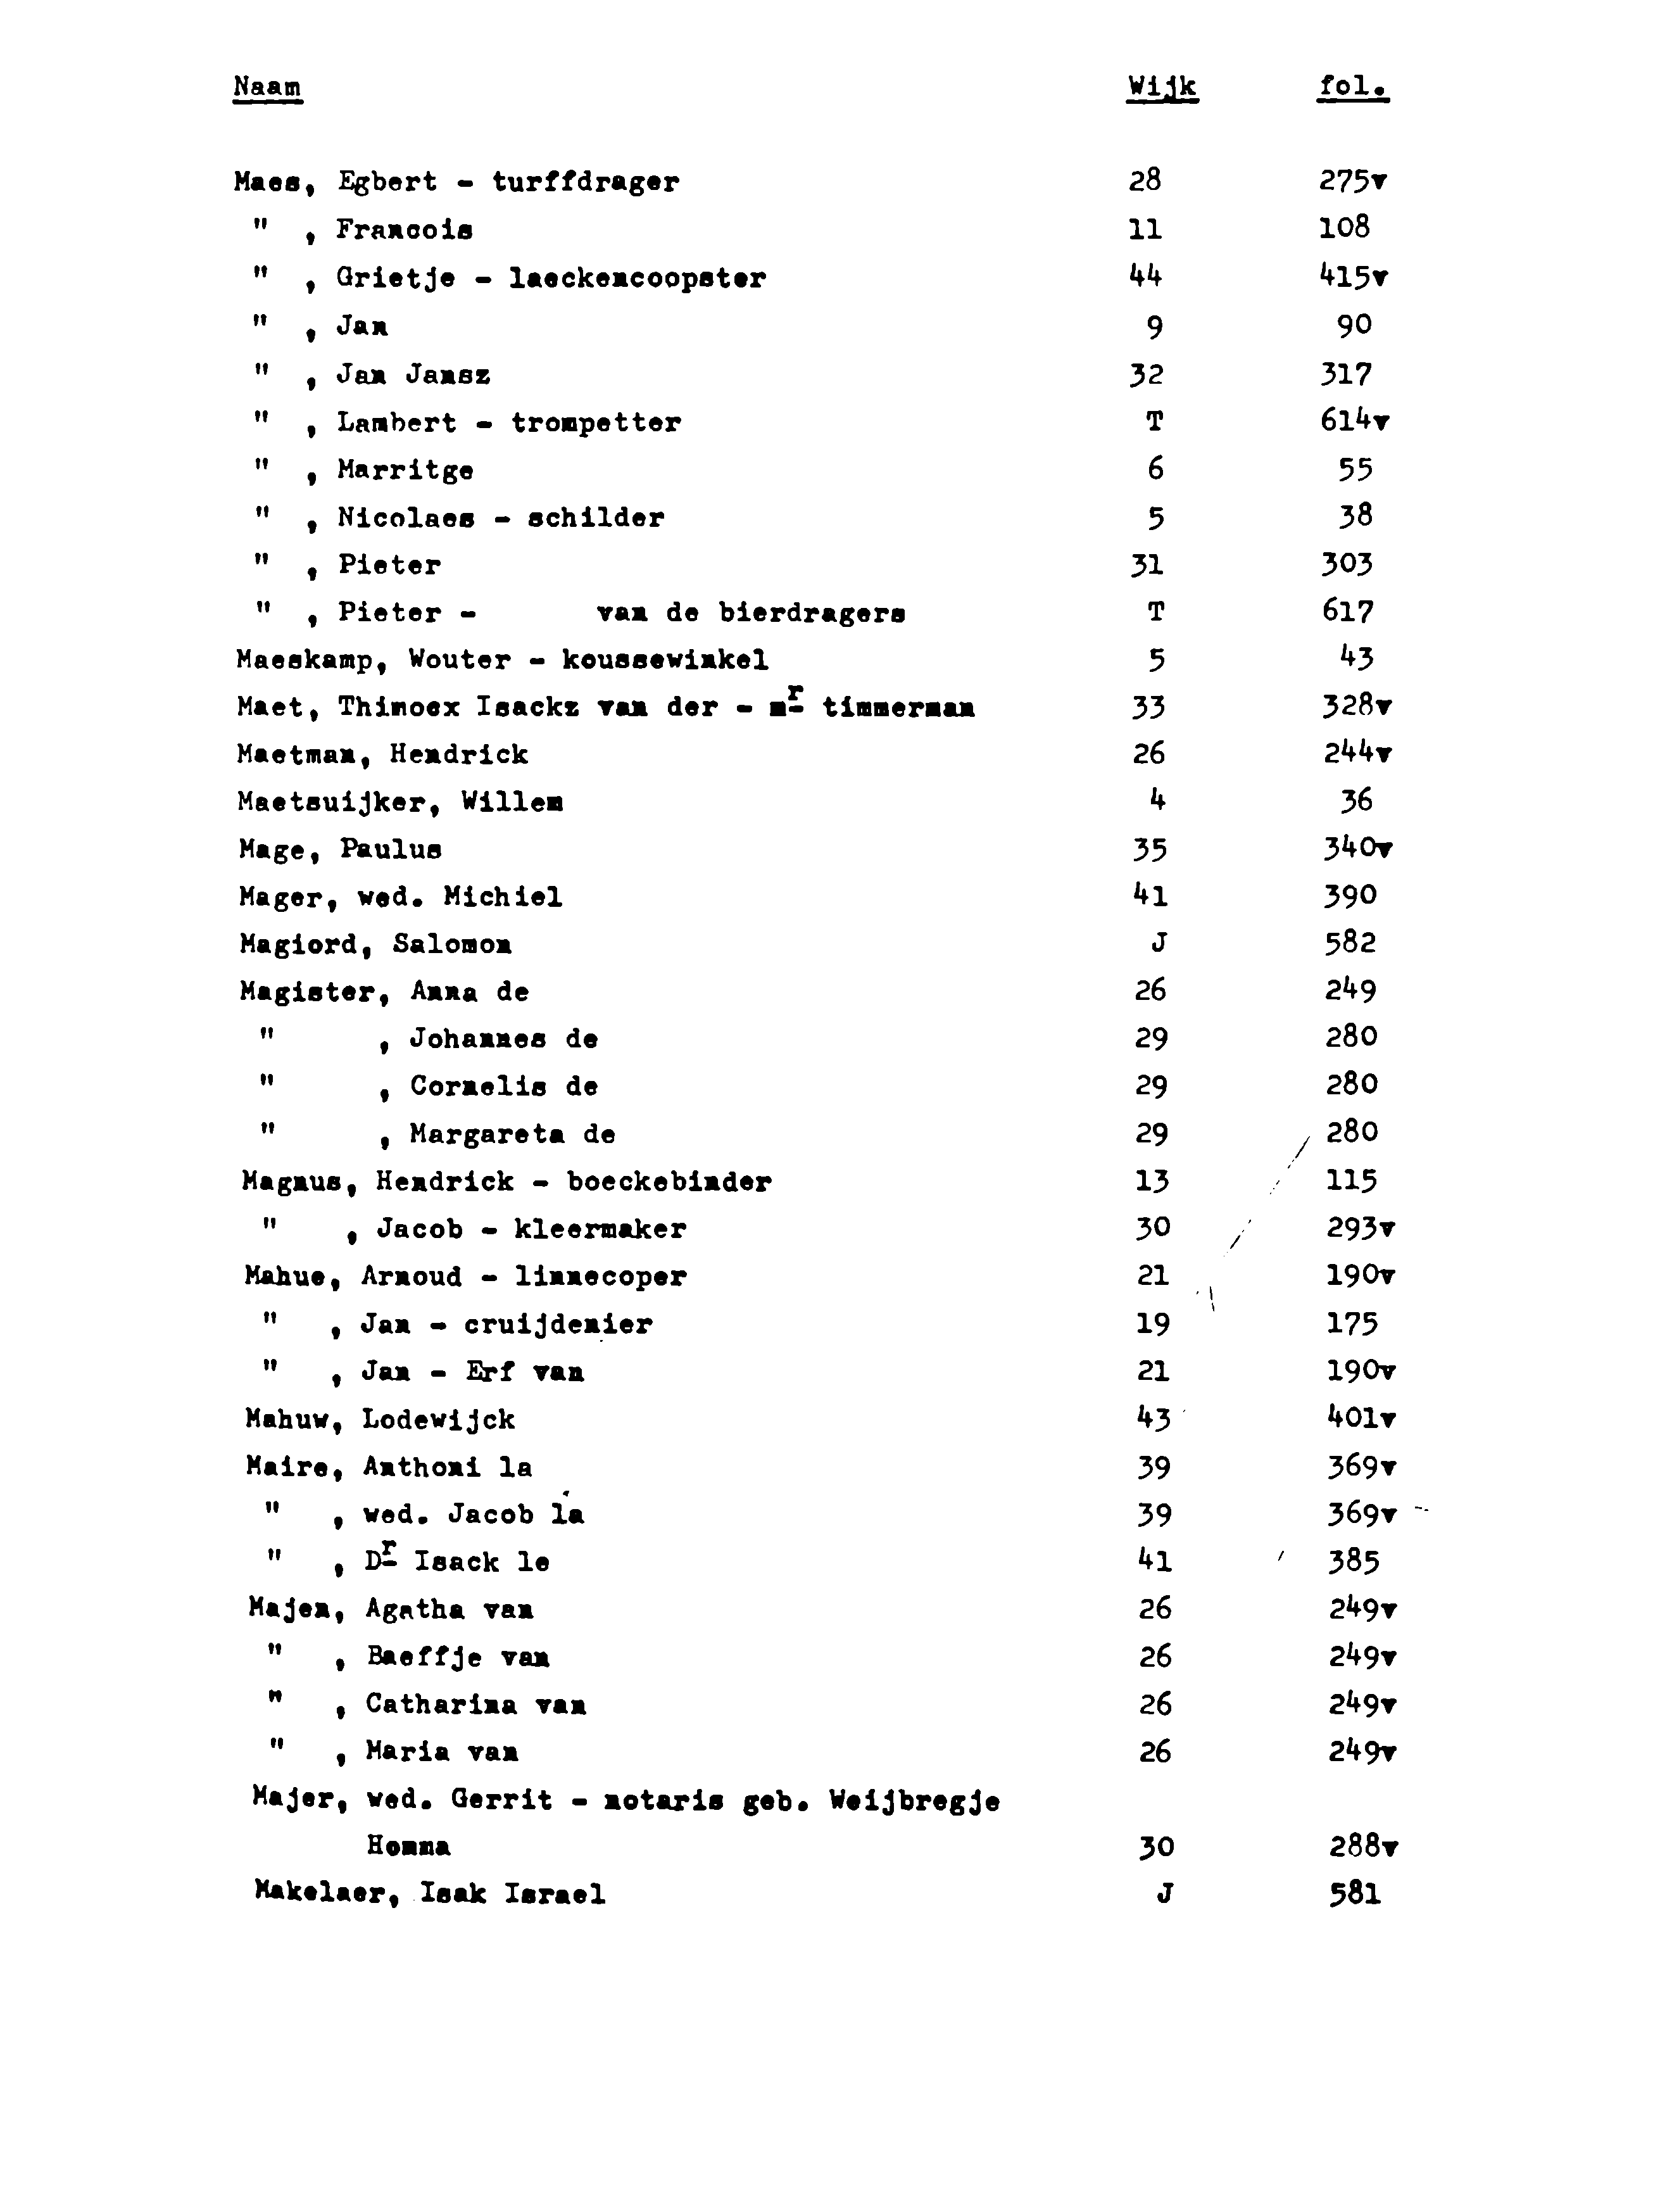 Naam Wijk fol.
Maes, Egbert - turffdrager 28 275v
" , Francois 11 108
" , Grietje - laeckencoopster 44 415v
" , Jan 9 90
" , Jan Jansz 32 317
" , Lambert - trompetter T 614v
" , Marritge 6 55
" , Nicolaes - schilder 5 38
" , Pieter 31 303
" , Pieter - van de bierdragers T 617
Maeskamp, Wouter - koussewinkel 5 43
Maet, Thimoex Isackz van der - mr timmerman 33 328v
Maetman, Hendrick 26 244v
Maetsuijker, Willem 4 36
Mage, Paulus 35 340v
Mager, wed. Michiel 41 390
Magiord, Salomon J 582
Magister, Anna de 26 249
" , Johannes de 29 280
" , Cornelis de 29 280
" , Margareta de 29 280
Magnus, Hendrick - boeckebinder 13 115
" , Jacob - kleermaker 30 293v
Mahue, Arnoud - linnecoper 21 190v
" , Jan - cruijdenier 19 175
" , Jan - Erf van 21 190v
Mahuw, Lodewijck 43 401v
Maire, Anthoni la 39 369v
" , wed. Jacob la 39 369v
" , Dr Isack le 41 385
Majen, Agatha van 26 249v
" , Baeffje van 26 249v
" , Catharina van 26 249v
" , Maria van 26 249v
Majer, wed. Gerrit - notaris geb. Weijbregje
Homma 30 288v
Makelaer, Isak Israel J 581